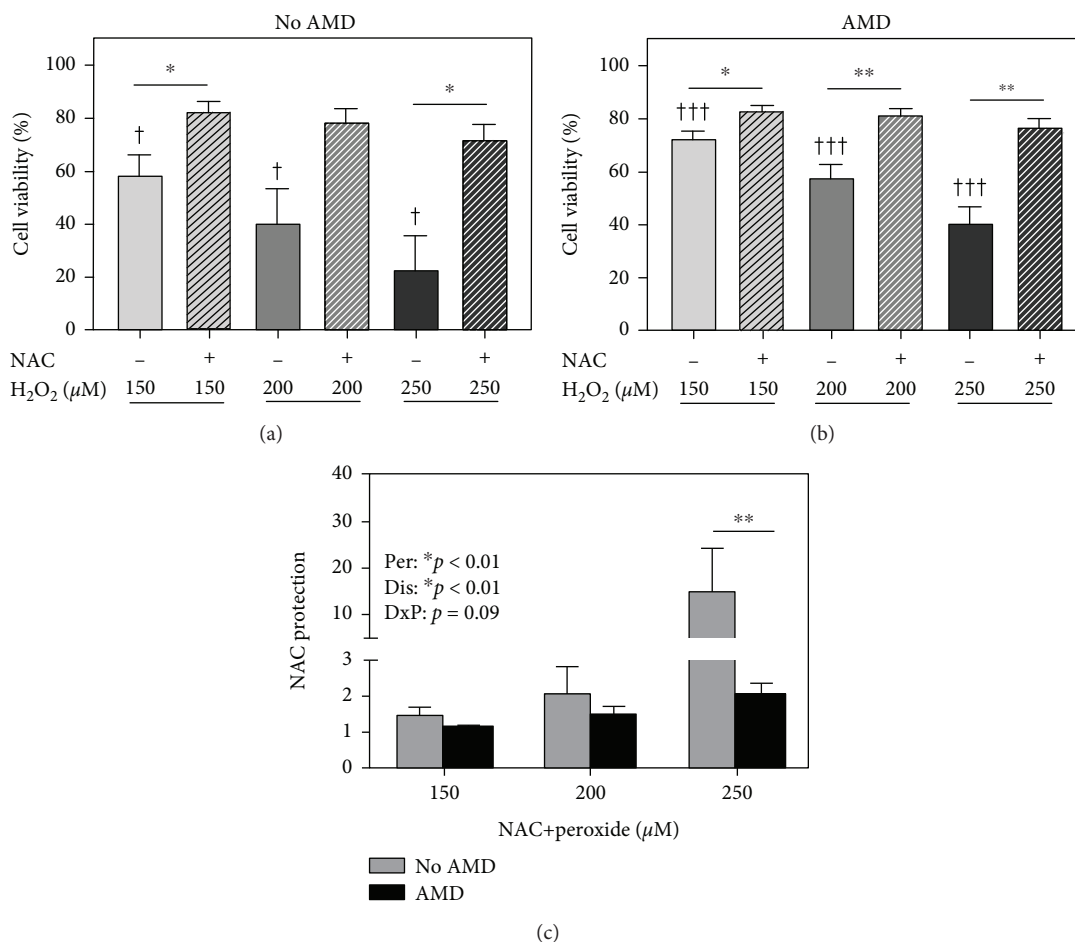 No AMD
*
*
†
†
†
100
80
60
40
20
0
Cell viability (%)
NAC − + − + − +
H₂O₂ (μM) 150 150 200 200 250 250
(a)
AMD
*
**
**
†††
†††
†††
100
80
60
40
20
0
Cell viability (%)
NAC − + − + − +
H₂O₂ (μM) 150 150 200 200 250 250
(b)
40
30
20
10
3
2
1
0
NAC protection
**
Per: *p < 0.01
Dis: *p < 0.01
DxP: p = 0.09
150 200 250
NAC+peroxide (μM)
No AMD
AMD
(c)